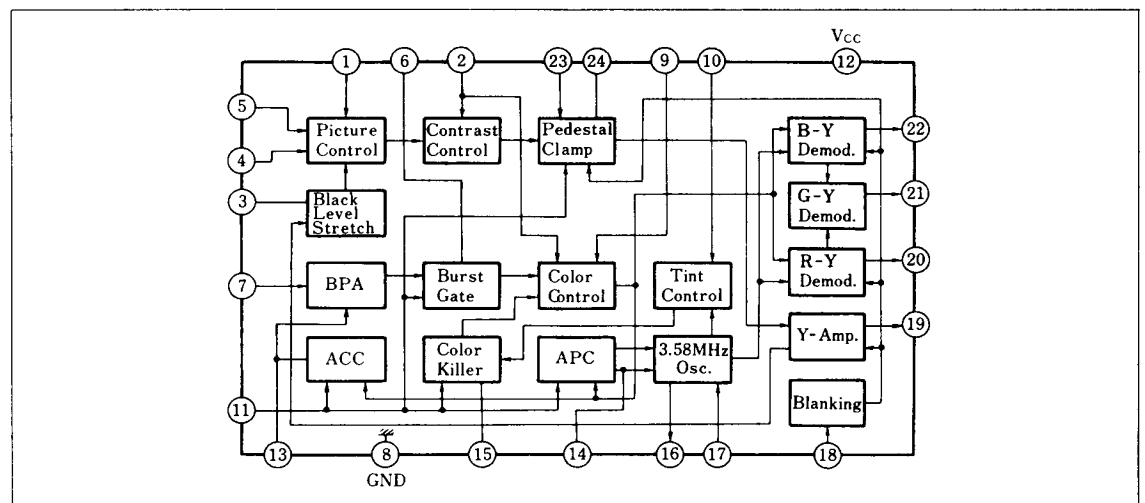 Vcc
1
6
2
23
24
9
10
12
5
Picture
Control
Contrast
Control
Pedestal
Clamp
B-Y
Demod.
22
4
3
Black
Level
Stretch
G-Y
Demod.
21
7
BPA
Burst
Gate
Color
Control
Tint
Control
R-Y
Demod.
20
Y-Amp.
19
ACC
Color
Killer
APC
3.58MHz
Osc.
Blanking
11
13
8
15
14
16
17
18
GND